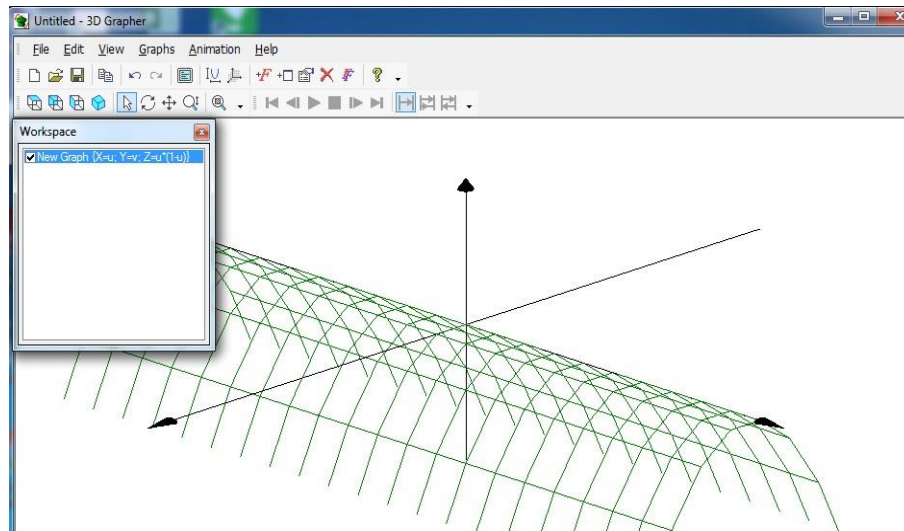 Untitled - 3D Grapher
File Edit View Graphs Animation Help
Workspace
New Graph {X=u; Y=v; Z=u*(1-u)}